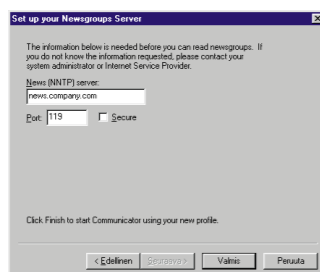 Set up your Newsgroups Server
The information below is needed before you can read newsgroups. If
you do not know the information requested, please contact your
system administrator or Internet Service Provider.
News (NNTP) server:
news.company.com
Port: 119 Secure
Click Finish to start Communicator using your new profile.
< Edellinen Seuraava > Valmis Peruuta